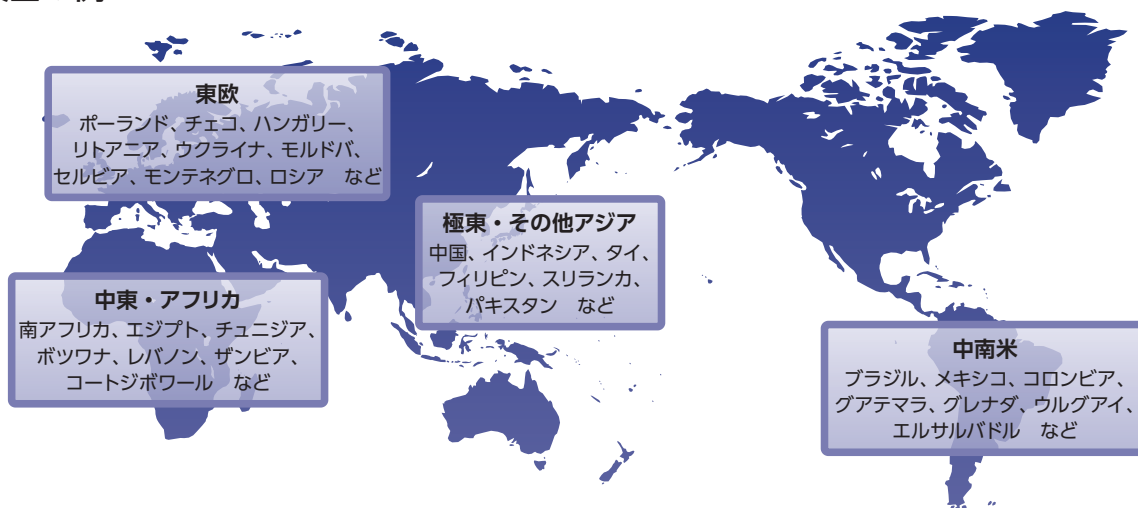 東欧
ポーランド、チェコ、ハンガリー、
リトアニア、ウクライナ、モルドバ、
セルビア、モンテネグロ、ロシア　など
極東・その他アジア
中国、インドネシア、タイ、
フィリピン、スリランカ、
パキスタン　など
中東・アフリカ
南アフリカ、エジプト、チュニジア、
ボツワナ、レバノン、ザンビア、
コートジボワール　など
中南米
ブラジル、メキシコ、コロンビア、
グアテマラ、グレナダ、ウルグアイ、
エルサルバドル　など